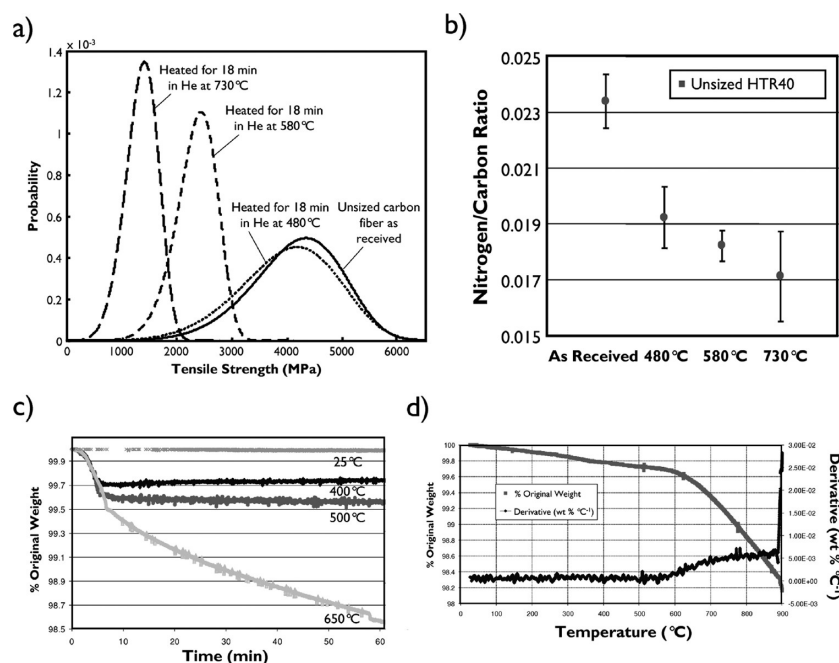 a)
× 10⁻³
1.4
1.2
1
0.8
0.6
0.4
0.2
0
Probability
Heated for 18 min
in He at 730°C
Heated for 18 min
in He at 580°C
Heated for 18 min
in He at 480°C
Unsized carbon
fiber as
received
0 1000 2000 3000 4000 5000 6000
Tensile Strength (MPa)
b)
0.025
0.023
0.021
0.019
0.017
0.015
Nitrogen/Carbon Ratio
Unsized HTR40
As Received 480°C 580°C 730°C
c)
99.9
99.7
99.5
99.3
99.1
98.9
98.7
98.5
% Original Weight
25°C
400°C
500°C
650°C
0 10 20 30 40 50 60
Time (min)
d)
100
99.8
99.6
99.4
99.2
99
98.8
98.6
98.4
98.2
98
% Original Weight
% Original Weight
Derivative (wt % °C⁻¹)
3.00E-02
2.50E-02
2.00E-02
1.50E-02
1.00E-02
5.00E-03
0.00E+00
-5.00E-03
Derivative (wt % °C⁻¹)
0 100 200 300 400 500 600 700 800 900
Temperature (°C)